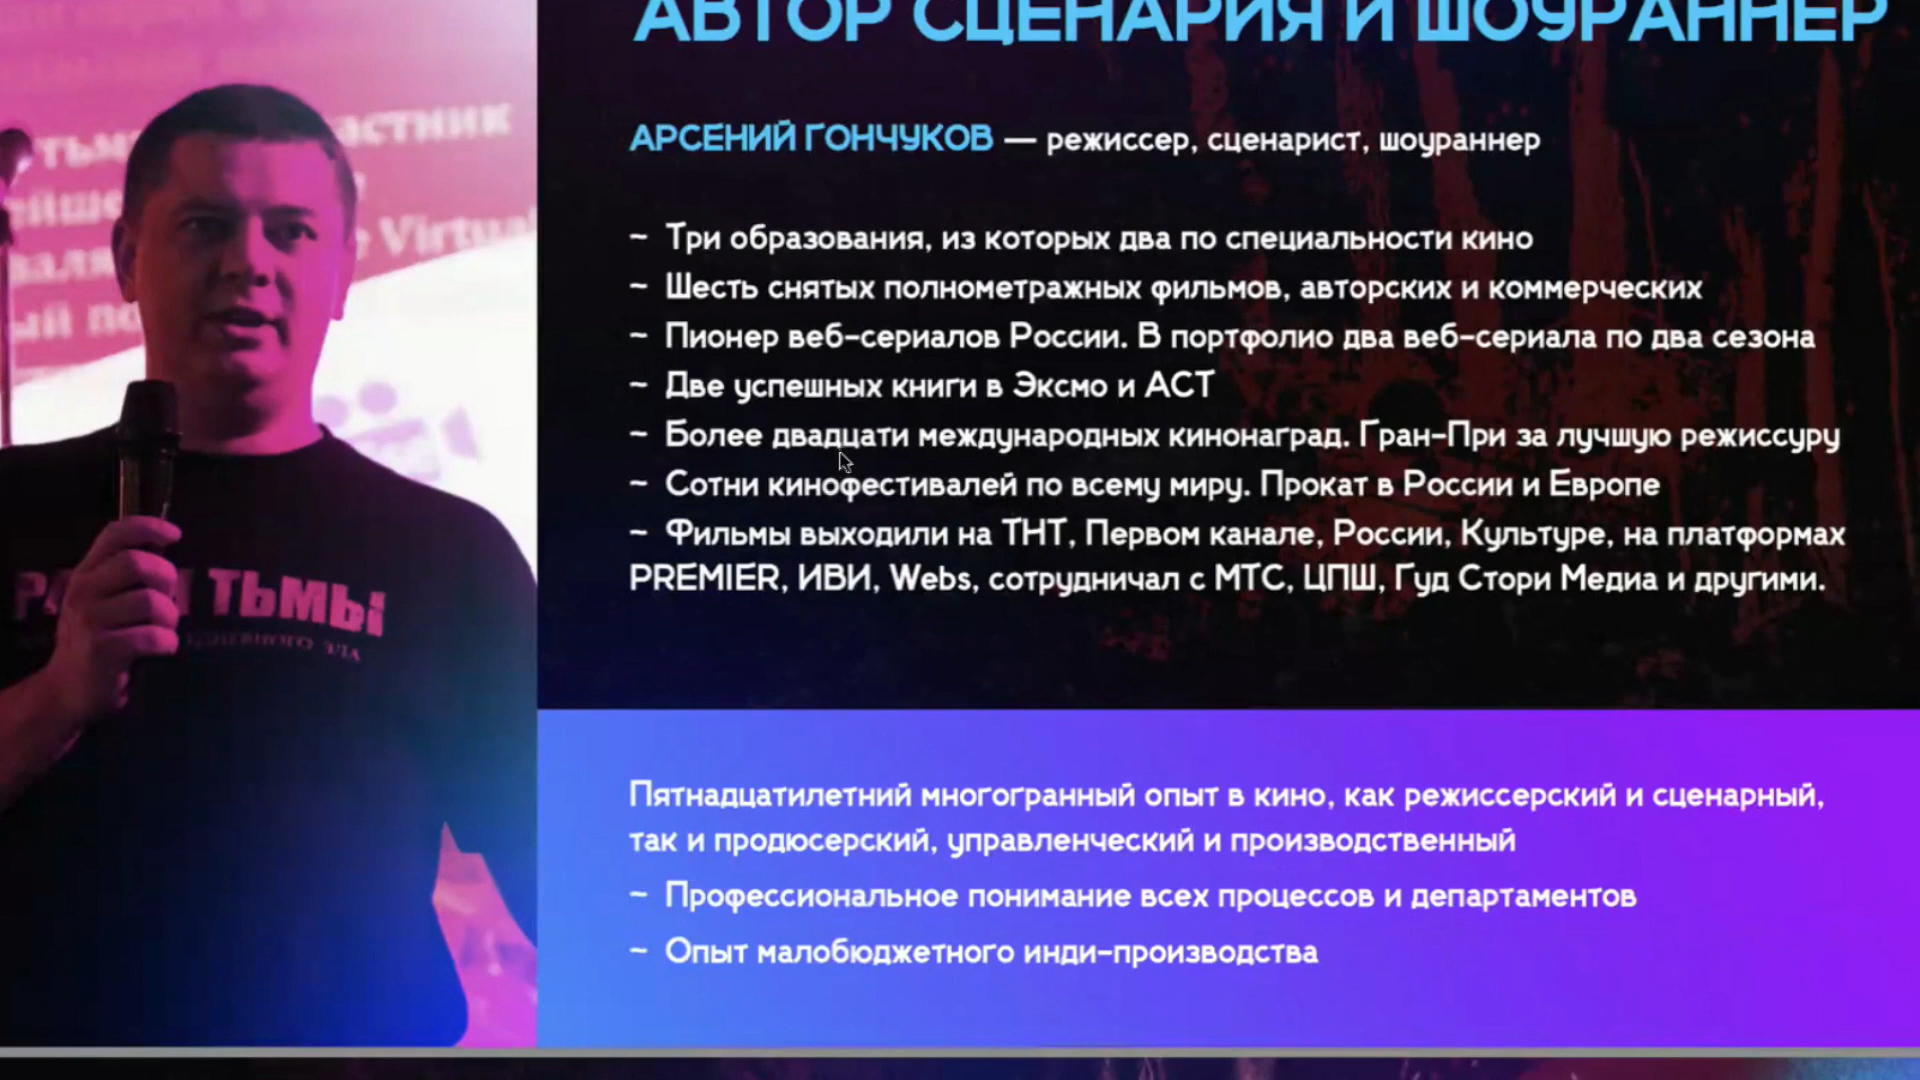 АВТОР СЦЕНАРИЯ И ШОУРАННЕР
АРСЕНИЙ ГОНЧУКОВ — режиссер, сценарист, шоураннер
- Три образования, из которых два по специальности кино
- Шесть снятых полнометражных фильмов, авторских и коммерческих
- Пионер веб-сериалов России. В портфолио два веб-сериала по два сезона
- Две успешных книги в Эксмо и АСТ
- Более двадцати международных кинонаград. Гран-При за лучшую режиссуру
- Сотни кинофестивалей по всему миру. Прокат в России и Европе
- Фильмы выходили на ТНТ, Первом канале, России, Культуре, на платформах
PREMIER, ИВИ, Webs, сотрудничал с МТС, ЦПШ, Гуд Стори Медиа и другими.
Пятнадцатилетний многогранный опыт в кино, как режиссерский и сценарный,
так и продюсерский, управленческий и производственный
- Профессиональное понимание всех процессов и департаментов
- Опыт малобюджетного инди-производства
Virtual
ТЬМЫ
ЗЛА